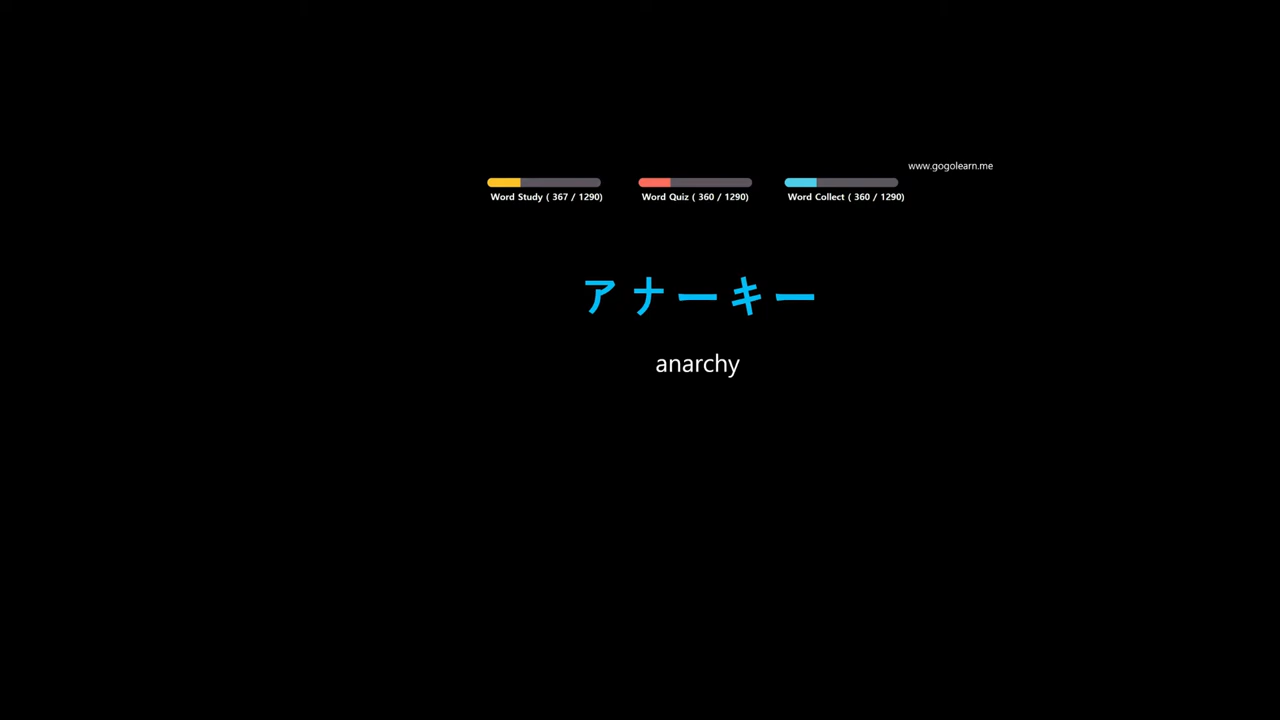 www.gogolearn.me
Word Study ( 367 / 1290)
Word Quiz ( 360 / 1290)
Word Collect ( 360 / 1290)
アナーキー
anarchy